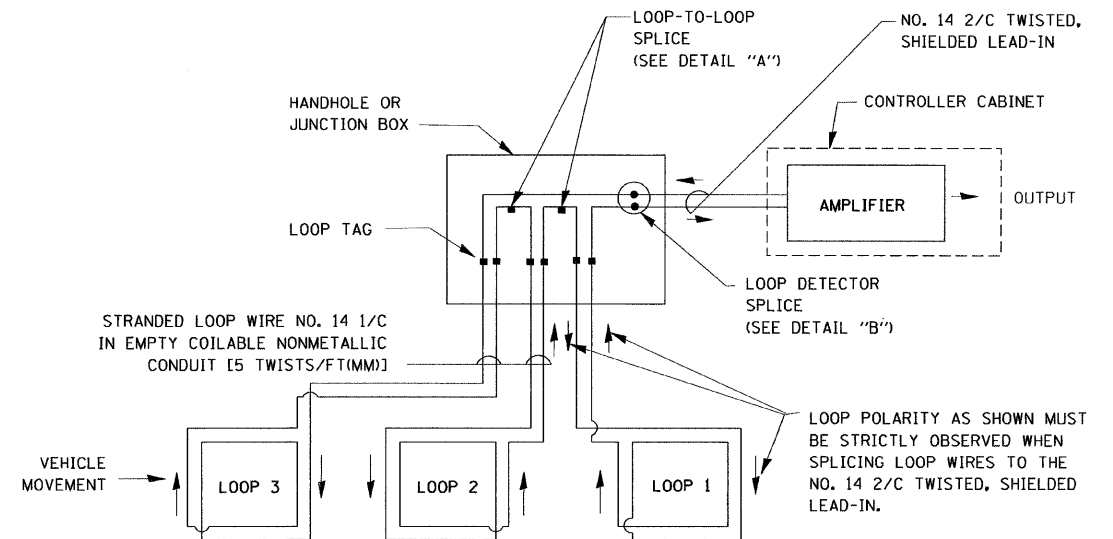 LOOP-TO-LOOP
SPLICE
(SEE DETAIL "A")
NO. 14 2/C TWISTED,
SHIELDED LEAD-IN
HANDHOLE OR
JUNCTION BOX
CONTROLLER CABINET
AMPLIFIER
OUTPUT
LOOP TAG
LOOP DETECTOR
SPLICE
(SEE DETAIL "B")
STRANDED LOOP WIRE NO. 14 1/C
IN EMPTY COILABLE NONMETALLIC
CONDUIT [5 TWISTS/FT(MM)]
LOOP POLARITY AS SHOWN MUST
BE STRICTLY OBSERVED WHEN
SPLICING LOOP WIRES TO THE
NO. 14 2/C TWISTED, SHIELDED
LEAD-IN.
VEHICLE
MOVEMENT
LOOP 3
LOOP 2
LOOP 1